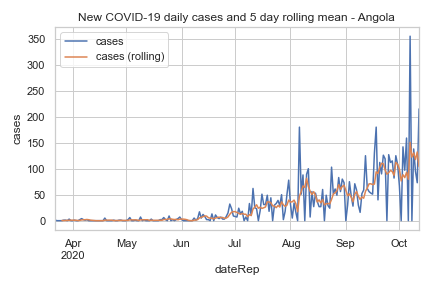 New COVID-19 daily cases and 5 day rolling mean - Angola
cases
cases (rolling)
350
300
250
200
150
100
50
0
cases
Apr
2020
May
Jun
Jul
Aug
Sep
Oct
dateRep